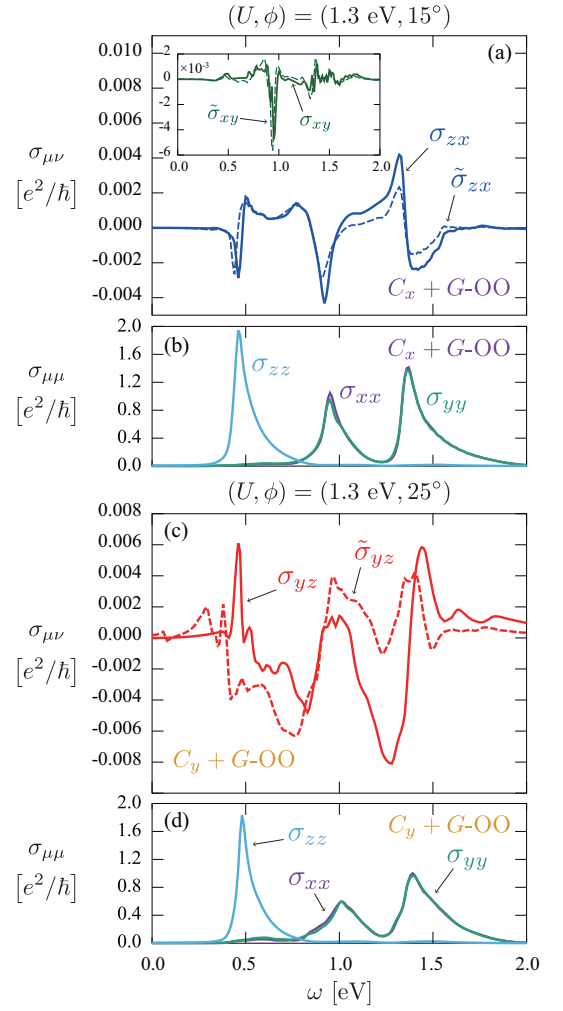 (U, ϕ) = (1.3 eV, 15°)
0.010
0.008
0.006
0.004
0.002
0.000
-0.002
-0.004
σμν
[e²/ħ]
(a)
×10⁻³
2
0
-2
-4
-6
0.0 0.5 1.0 1.5 2.0
σ̃xy
σxy
σzx
σ̃zx
Cx + G-OO
(b)
2.0
1.6
1.2
0.8
0.4
0.0
σμμ
[e²/ħ]
Cx + G-OO
σzz
σxx
σyy
(U, ϕ) = (1.3 eV, 25°)
(c)
0.008
0.006
0.004
0.002
0.000
-0.002
-0.004
-0.006
-0.008
σμν
[e²/ħ]
σyz
σ̃yz
Cy + G-OO
(d)
2.0
1.6
1.2
0.8
0.4
0.0
σμμ
[e²/ħ]
Cy + G-OO
σzz
σxx
σyy
0.0 0.5 1.0 1.5 2.0
ω [eV]